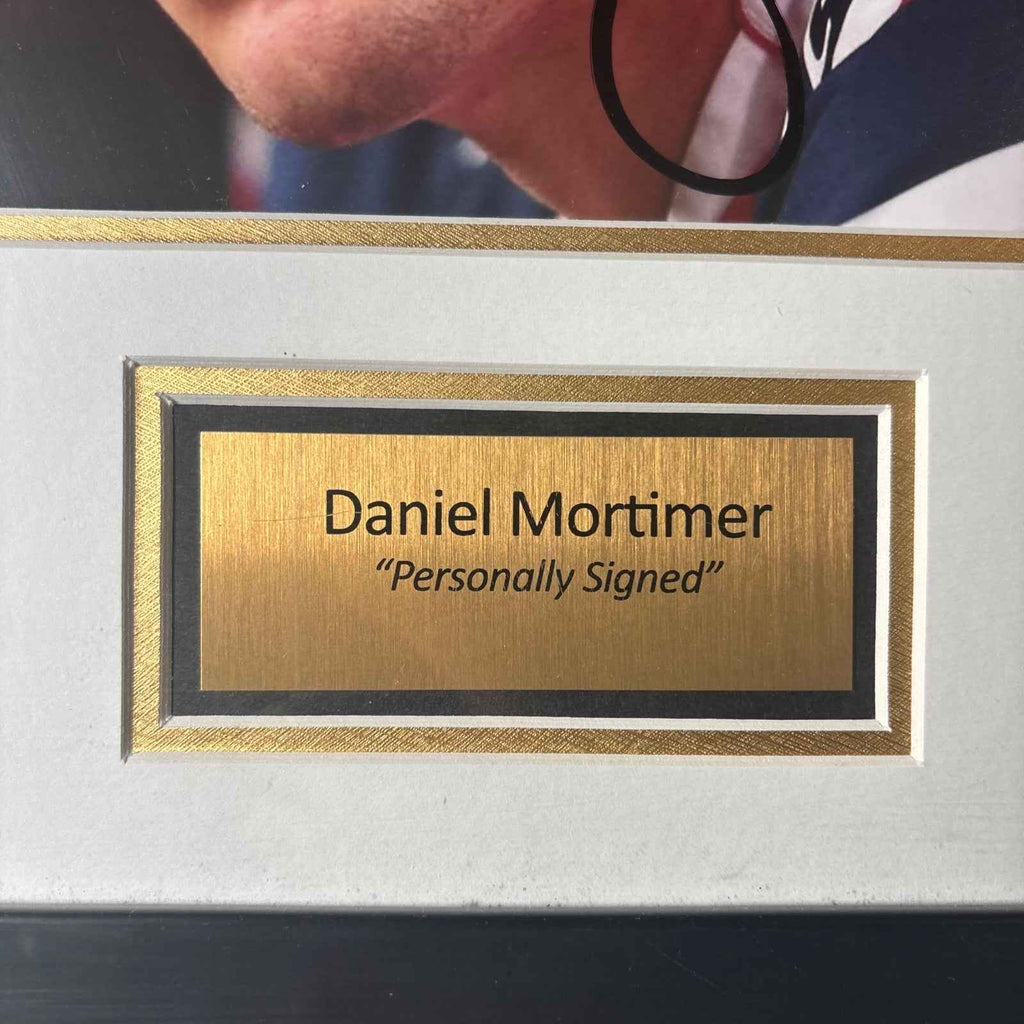 Daniel Mortimer
“Personally Signed”